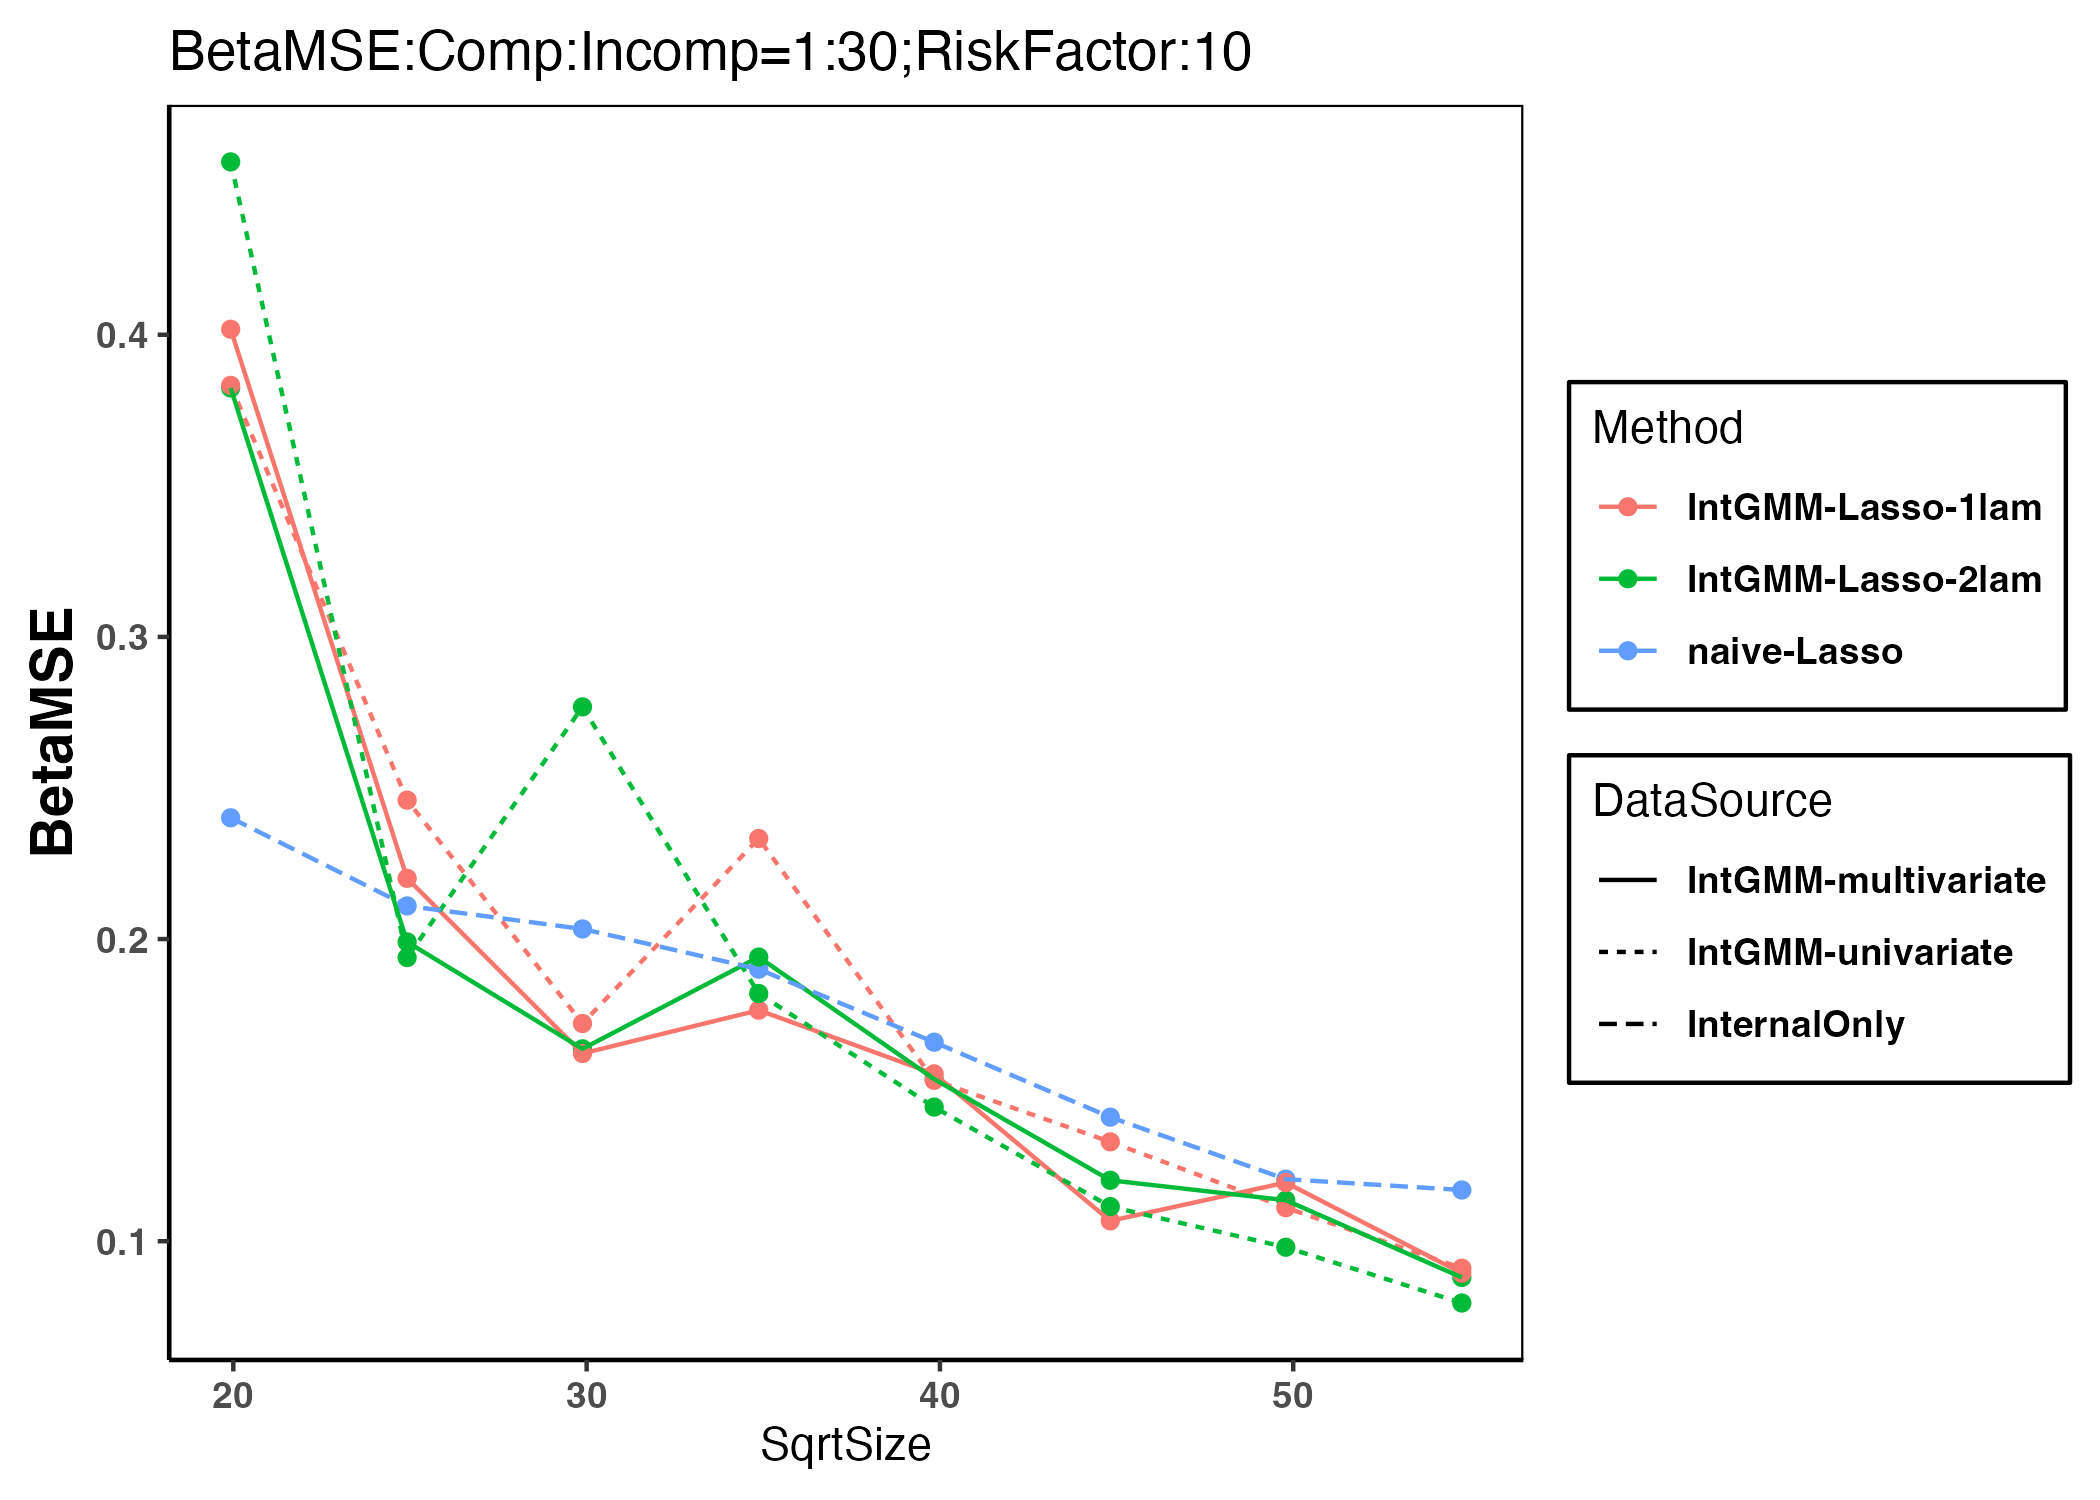 BetaMSE:Comp:Incomp=1:30;RiskFactor:10
BetaMSE
0.4
0.3
0.2
0.1
20 30 40 50
SqrtSize
Method
IntGMM-Lasso-1lam
IntGMM-Lasso-2lam
naive-Lasso
DataSource
IntGMM-multivariate
IntGMM-univariate
InternalOnly